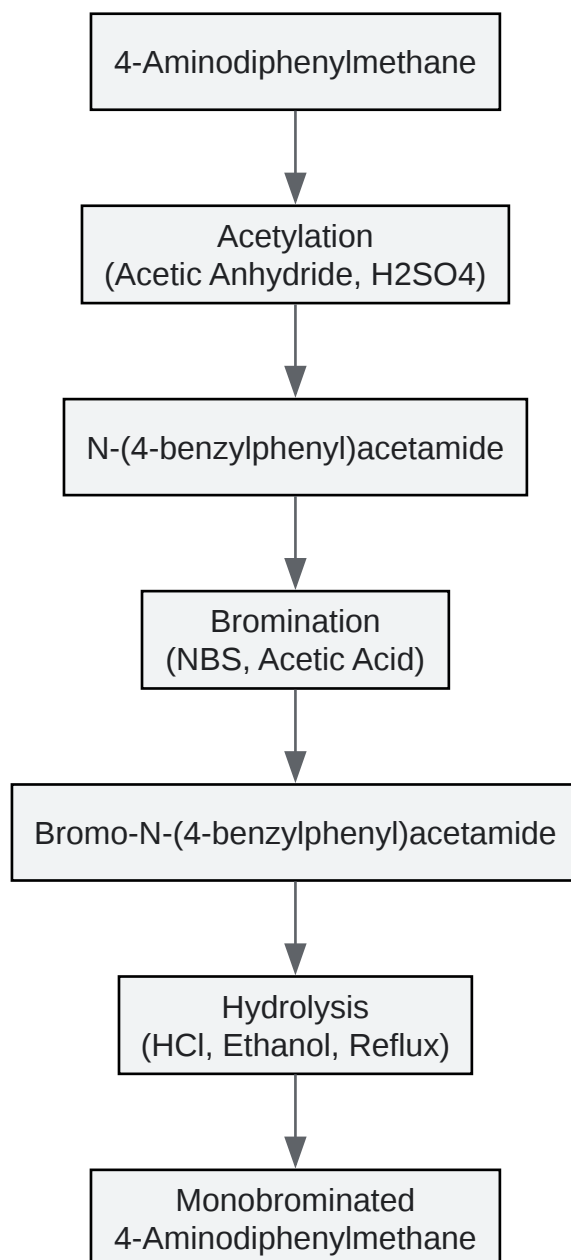 4-Aminodiphenylmethane
Acetylation
(Acetic Anhydride, H2SO4)
N-(4-benzylphenyl)acetamide
Bromination
(NBS, Acetic Acid)
Bromo-N-(4-benzylphenyl)acetamide
Hydrolysis
(HCl, Ethanol, Reflux)
Monobrominated
4-Aminodiphenylmethane